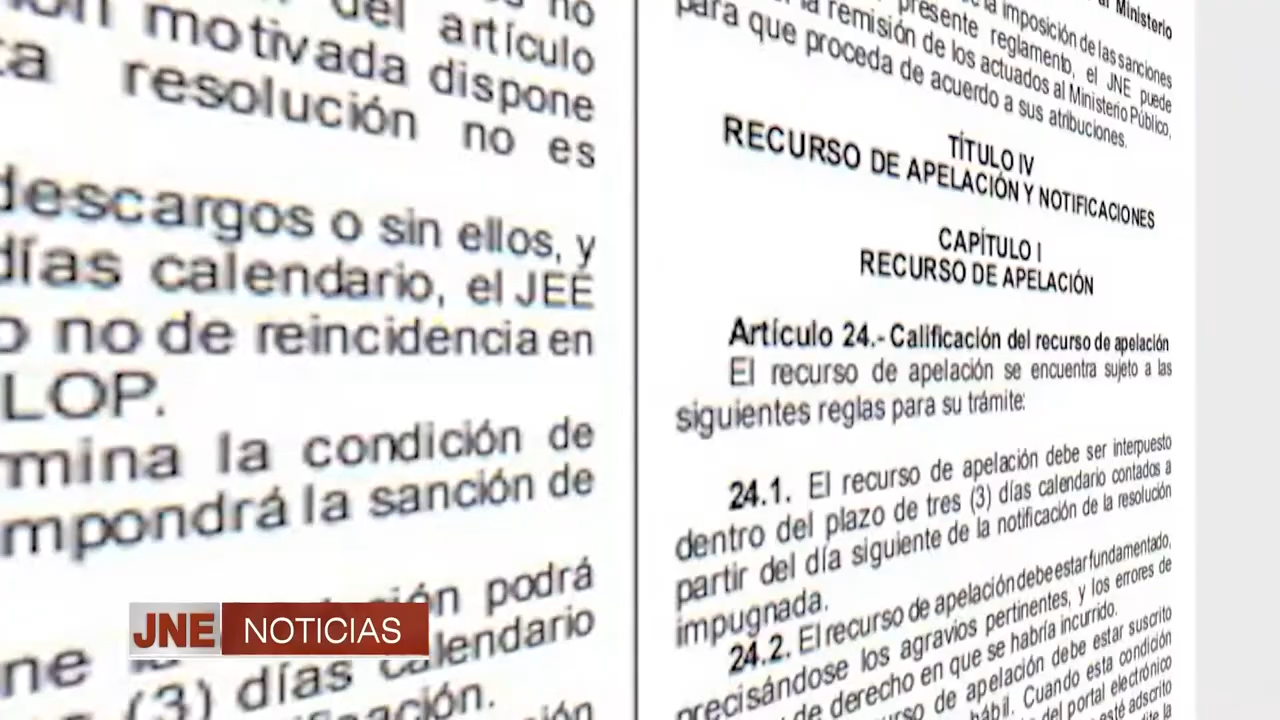 del artículo
motivada dispone
resolución no es
descargos o sin ellos, y
días calendario, el JEE
o no de reincidencia en
LOP.
la condición de
la sanción de
podrá
(3) días calendario
la imposición de las sanciones
presente reglamento, el JNE puede
la remisión de los actuados al Ministerio Público,
para que proceda de acuerdo a sus atribuciones.
TÍTULO IV
RECURSO DE APELACIÓN Y NOTIFICACIONES
CAPÍTULO I
RECURSO DE APELACIÓN
Artículo 24.- Calificación del recurso de apelación
El recurso de apelación se encuentra sujeto a las
siguientes reglas para su trámite:
24.1. El recurso de apelación debe ser interpuesto
dentro del plazo de tres (3) días calendario contados a
partir del día siguiente de la notificación de la resolución
impugnada.
24.2. El recurso de apelación debe estar fundamentado,
precisándose los agravios pertinentes, y los errores de
de derecho en que se habría incurrido.
de apelación debe estar suscrito
hábil. Cuando esta condición
del portal electrónico
adscrito
JNE NOTICIAS